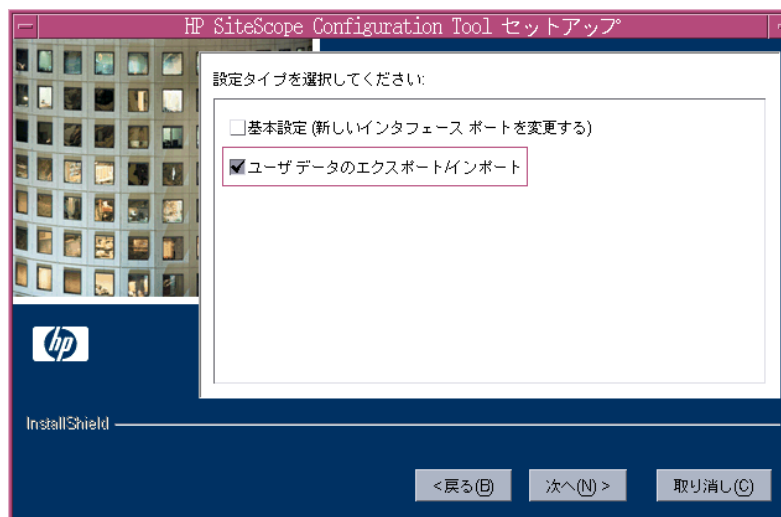 HP SiteScope Configuration Tool セットアップ
設定タイプを選択してください:
基本設定 (新しいインタフェース ポートを変更する)
ユーザ データのエクスポート/インポート
hp
InstallShield
<戻る(B)
次へ(N) >
取り消し(C)